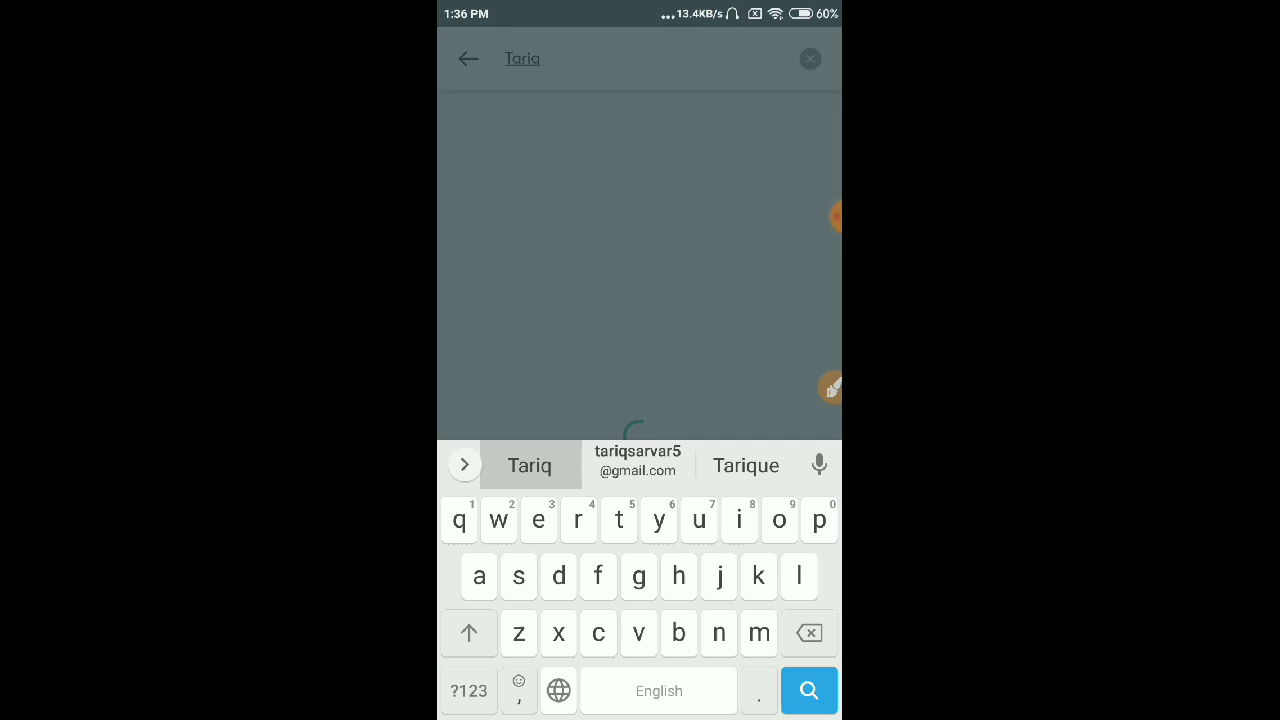 1:36 PM ...13.4KB/s 60%
Tariq
Tariq tariqsarvar5 Tarique
@gmail.com
1 2 3 4 5 6 7 8 9 0
q w e r t y u i o p
a s d f g h j k l
z x c v b n m
?123 , English .